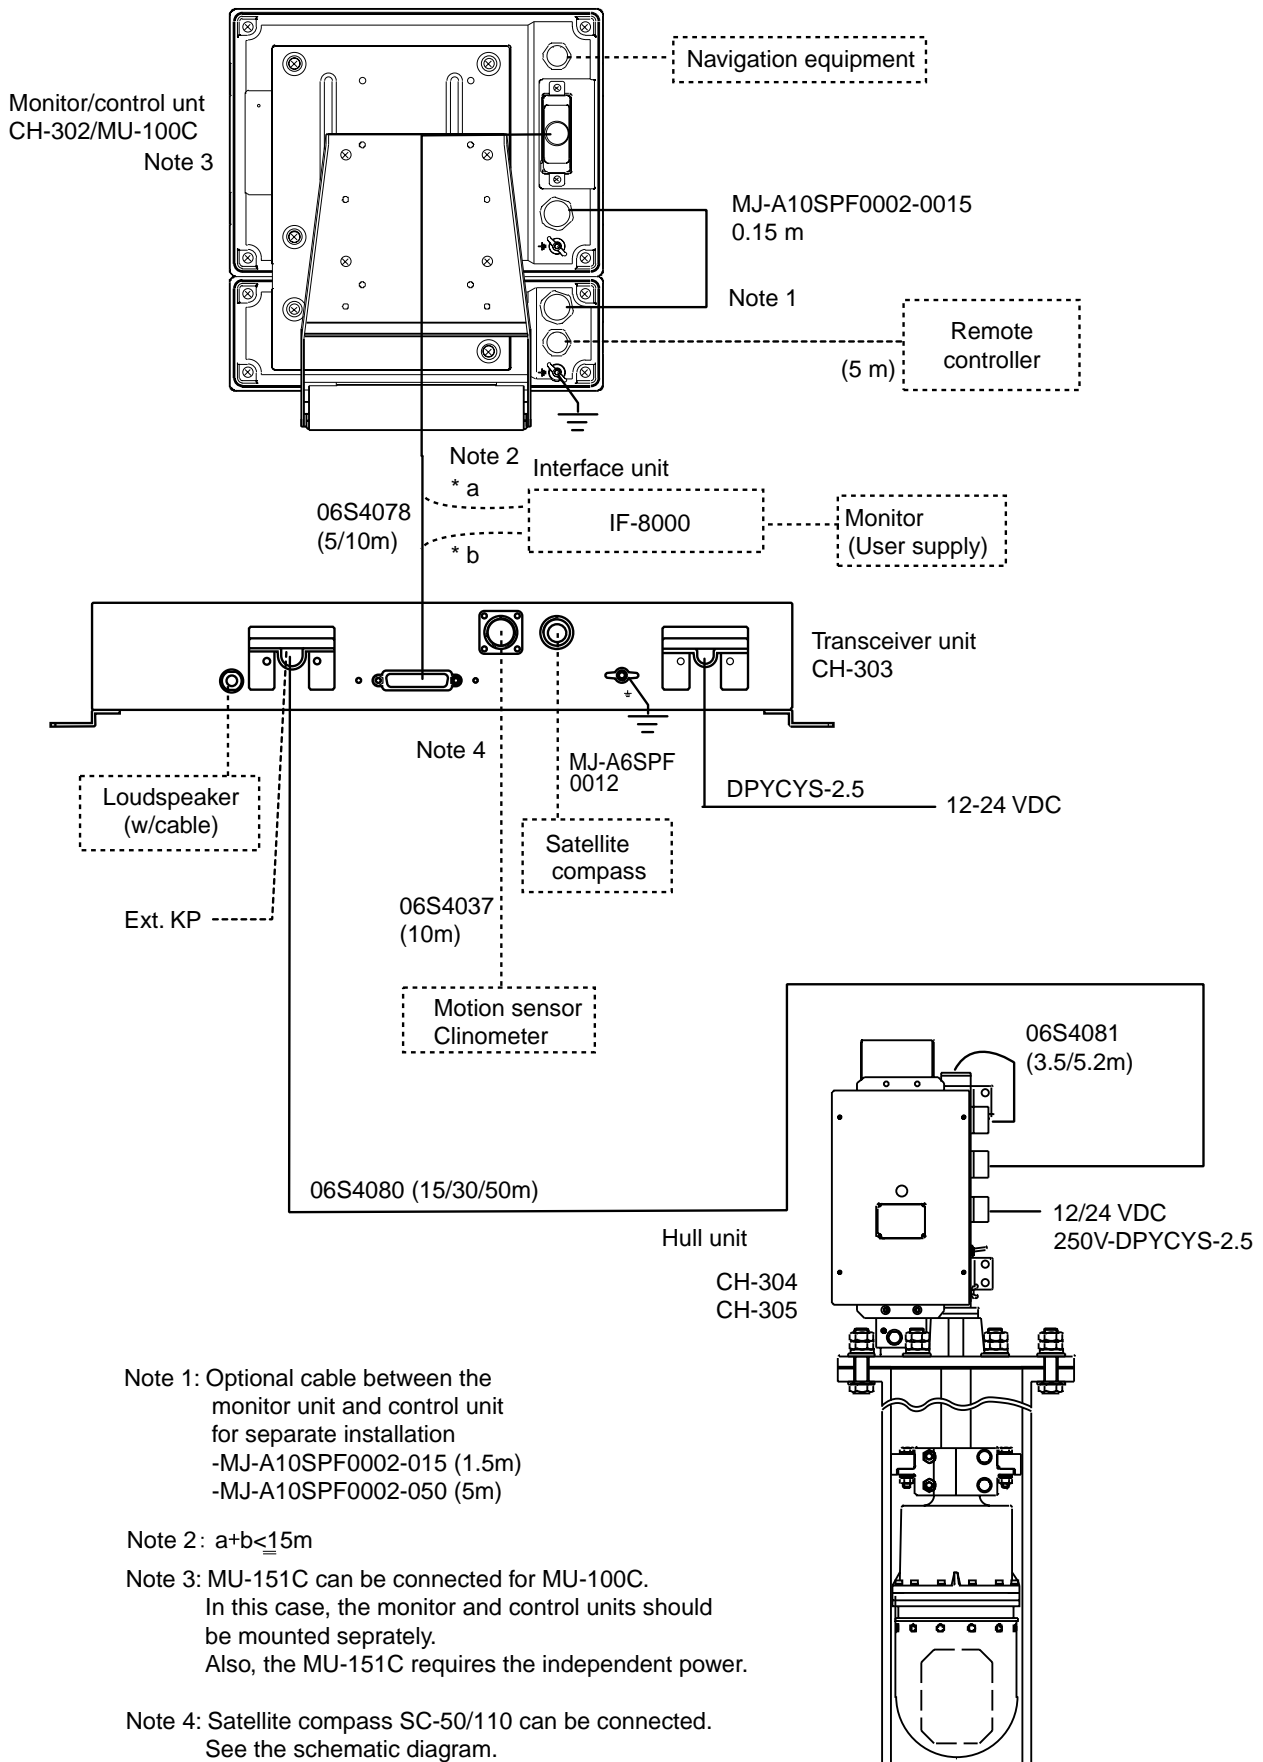 Navigation equipment
Monitor/control unt
CH-302/MU-100C
Note 3
MJ-A10SPF0002-0015
0.15 m
Note 1
Remote
controller
(5 m)
Note 2
Interface unit
* a
06S4078
(5/10m)
IF-8000
Monitor
(User supply)
* b
Transceiver unit
CH-303
Note 4
MJ-A6SPF
0012
DPYCYS-2.5
12-24 VDC
Loudspeaker
(w/cable)
Satellite
compass
Ext. KP
06S4037
(10m)
Motion sensor
Clinometer
06S4081
(3.5/5.2m)
06S4080 (15/30/50m)
12/24 VDC
250V-DPYCYS-2.5
Hull unit
CH-304
CH-305
Note 1: Optional cable between the
monitor unit and control unit
for separate installation
-MJ-A10SPF0002-015 (1.5m)
-MJ-A10SPF0002-050 (5m)
Note 2: a+b<15m
Note 3: MU-151C can be connected for MU-100C.
In this case, the monitor and control units should
be mounted seprately.
Also, the MU-151C requires the independent power.
Note 4: Satellite compass SC-50/110 can be connected.
See the schematic diagram.